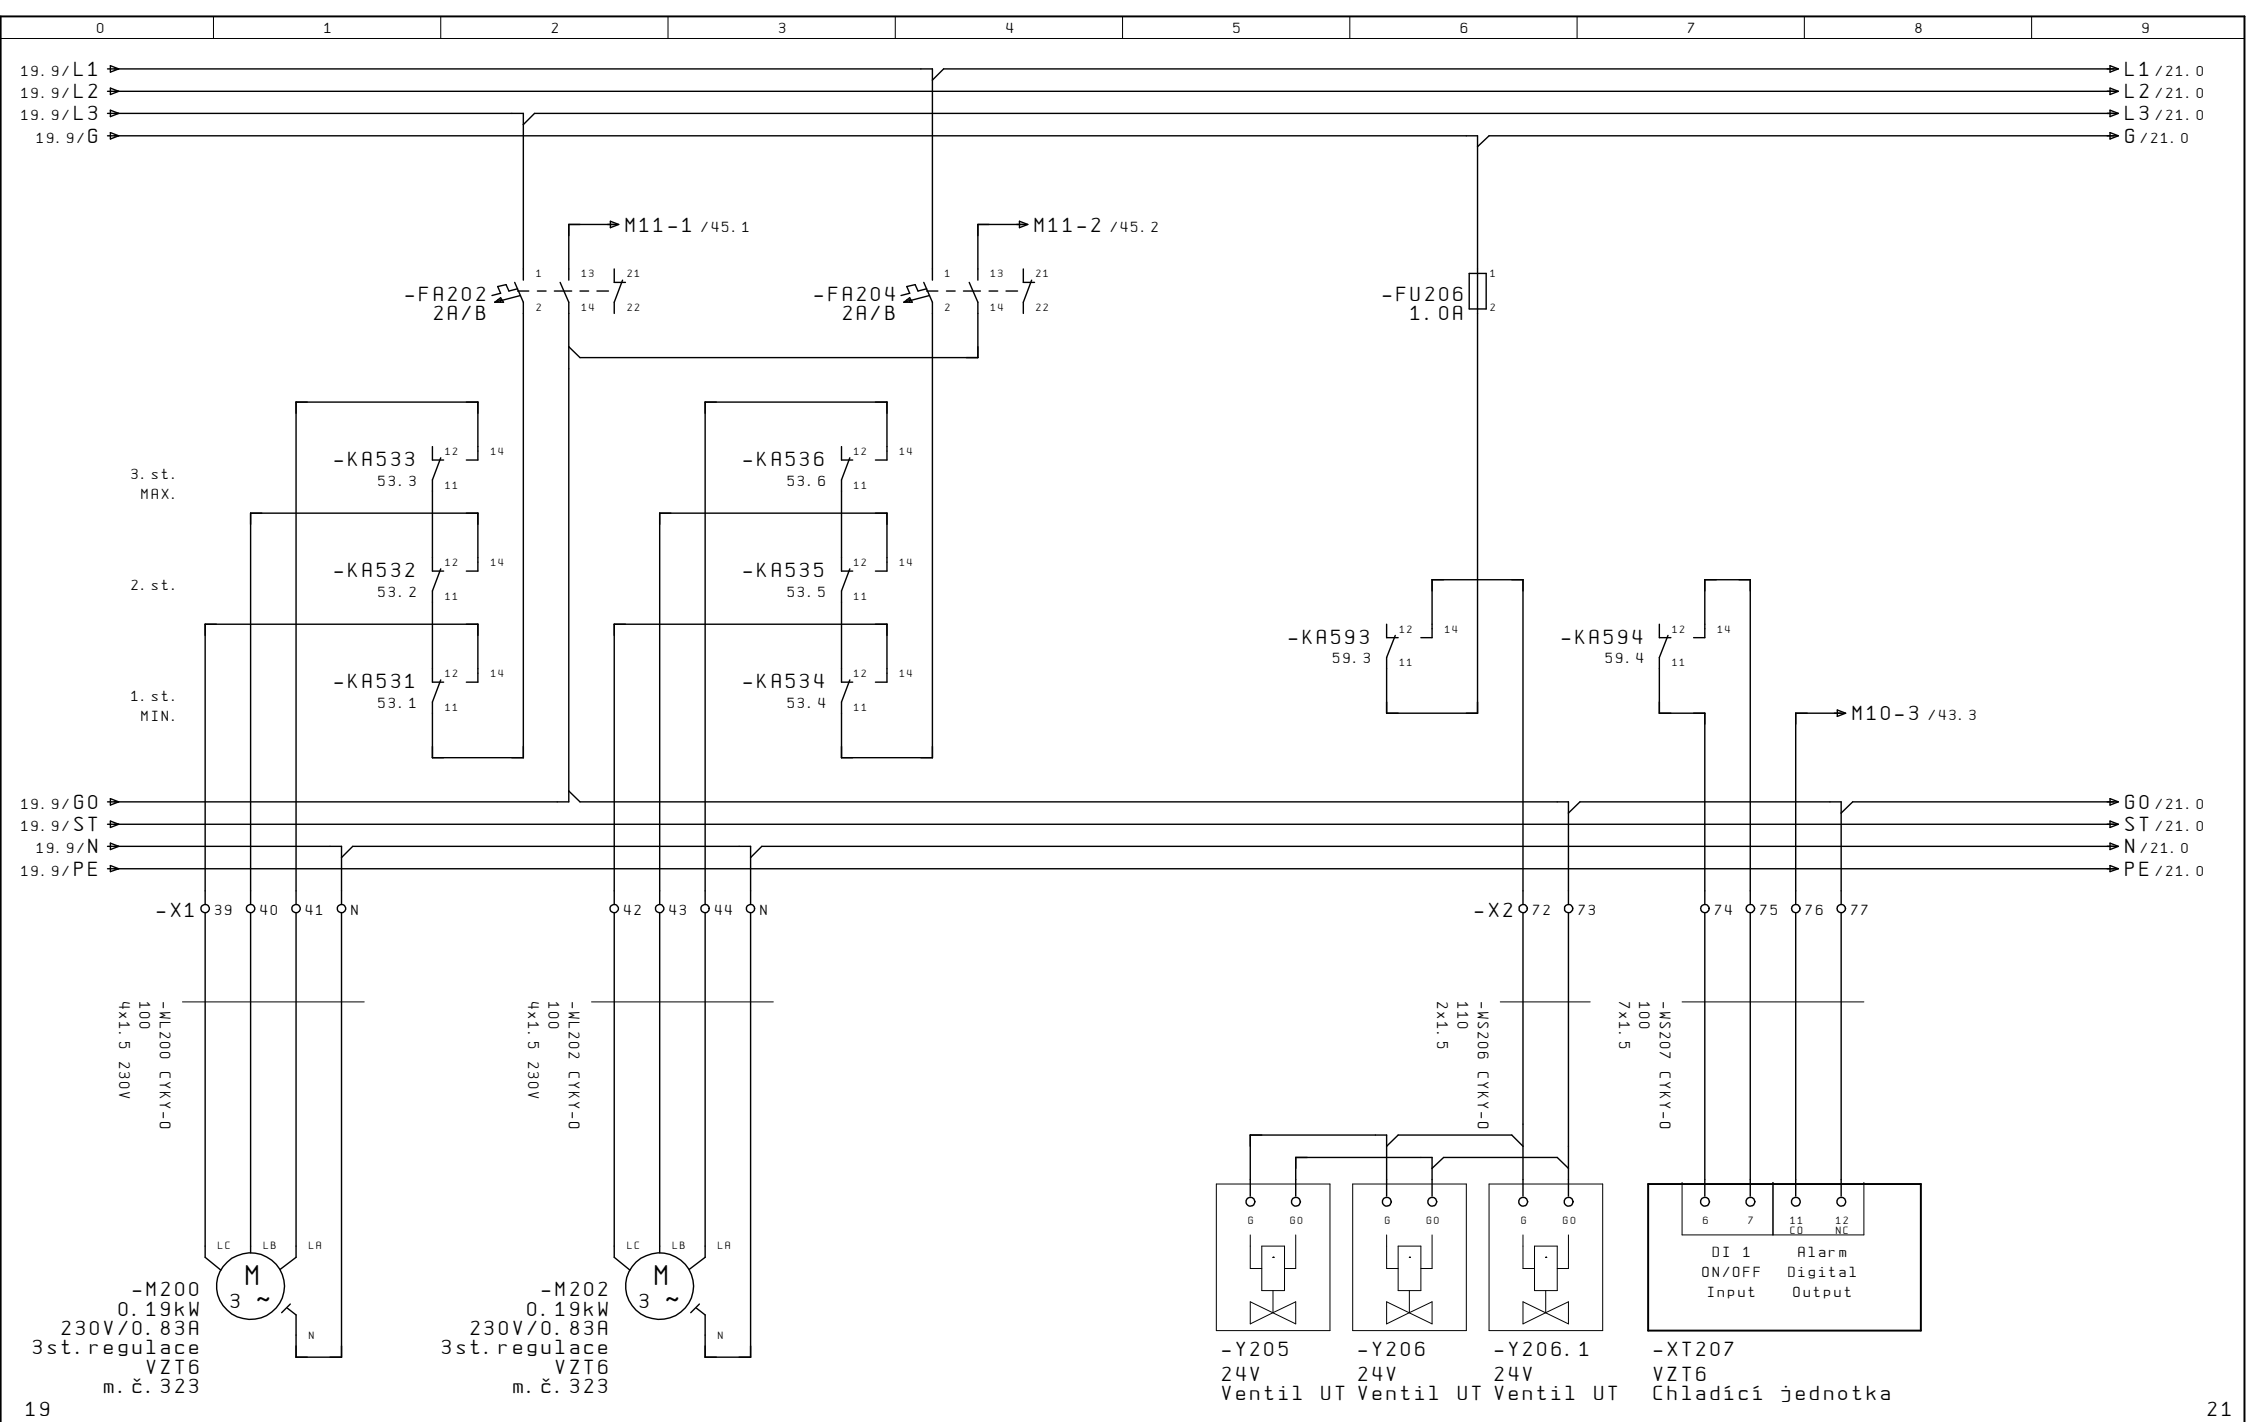 0 1 2 3 4 5 6 7 8 9
19.9/L1 L1/21.0
19.9/L2 L2/21.0
19.9/L3 L3/21.0
19.9/G G/21.0
M11-1 /45.1 M11-2 /45.2
1 13 21 1 13 21 1
-FA202 -FA204 -FU206
2A/B 2A/B 1.0A
2 14 22 2 14 22 2
-KA533 12 14 -KA536 12 14
3.st. 53.3 11 53.6 11
MAX.
-KA532 12 14 -KA535 12 14
2.st. 53.2 11 53.5 11
-KA593 12 14 -KA594 12 14
59.3 11 59.4 11
-KA531 12 14 -KA534 12 14
1.st. 53.1 11 53.4 11
MIN.
M10-3 /43.3
19.9/G0 G0/21.0
19.9/ST ST/21.0
19.9/N N/21.0
19.9/PE PE/21.0
-X1 39 40 41 N 42 43 44 N -X2 72 73 74 75 76 77
-WL200 CYKY-O
100
4x1.5 230V
-WL202 CYKY-O
100
4x1.5 230V
-WS206 CYKY-O
110
2x1.5
-WS207 CYKY-O
100
7x1.5
G G0 G G0 G G0 6 7 11 12
CO NC
LC LB LA LC LB LA
DI 1 Alarm
ON/OFF Digital
Input Output
M M
3 ~ 3 ~
N N
-M200
0.19kW
230V/0.83A
3st.regulace
VZT6
m.č.323
-M202
0.19kW
230V/0.83A
3st.regulace
VZT6
m.č.323
-Y205
24V
Ventil UT
-Y206
24V
Ventil UT
-Y206.1
24V
Ventil UT
-XT207
VZT6
Chladící jednotka
19 21